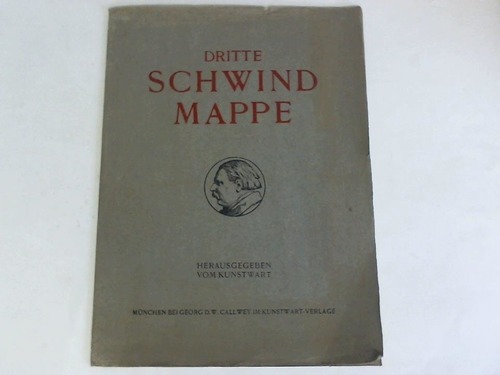 DRITTE
SCHWIND
MAPPE
HERAUSGEGEBEN
VOM KUNSTWART
MÜNCHEN BEI GEORG D.W. CALLWEY IM KUNSTWART-VERLAGE